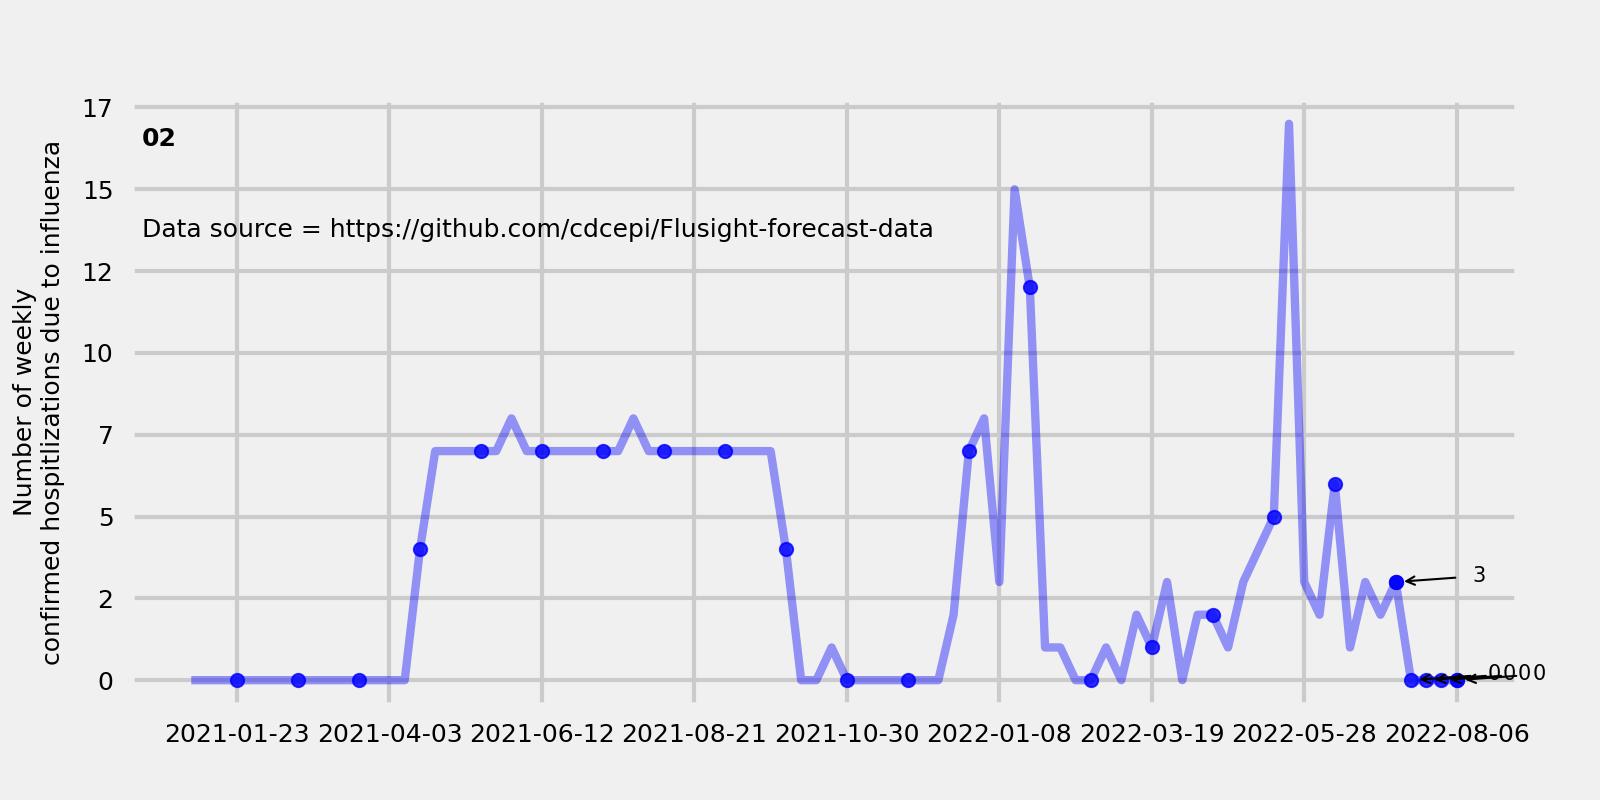 Number of weekly
confirmed hospitlizations due to influenza
17
15
12
10
7
5
2
0
02
Data source = https://github.com/cdcepi/Flusight-forecast-data
3
0000
2021-01-23 2021-04-03 2021-06-12 2021-08-21 2021-10-30 2022-01-08 2022-03-19 2022-05-28 2022-08-06